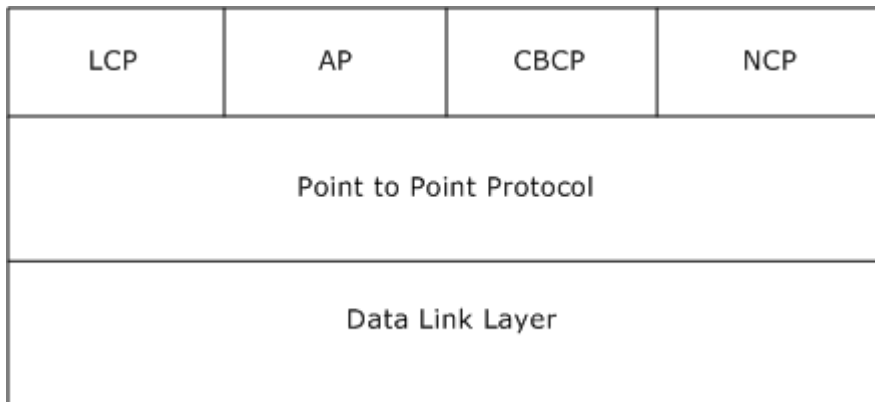 LCP AP CBCP NCP
Point to Point Protocol
Data Link Layer